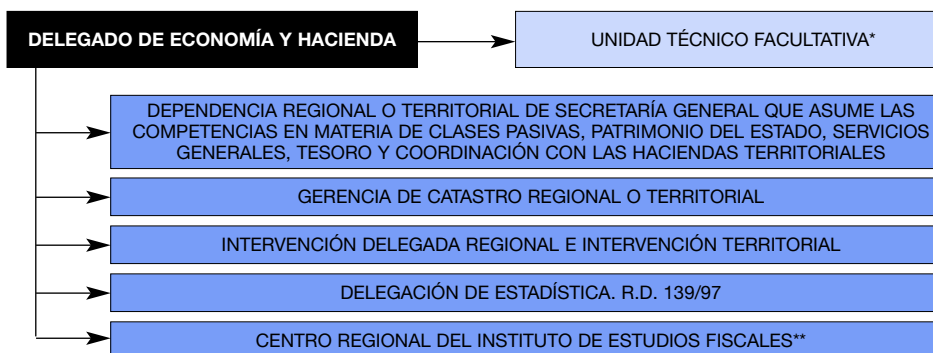 DELEGADO DE ECONOMÍA Y HACIENDA
UNIDAD TÉCNICO FACULTATIVA*
DEPENDENCIA REGIONAL O TERRITORIAL DE SECRETARÍA GENERAL QUE ASUME LAS
COMPETENCIAS EN MATERIA DE CLASES PASIVAS, PATRIMONIO DEL ESTADO, SERVICIOS
GENERALES, TESORO Y COORDINACIÓN CON LAS HACIENDAS TERRITORIALES
GERENCIA DE CATASTRO REGIONAL O TERRITORIAL
INTERVENCIÓN DELEGADA REGIONAL E INTERVENCIÓN TERRITORIAL
DELEGACIÓN DE ESTADÍSTICA. R.D. 139/97
CENTRO REGIONAL DEL INSTITUTO DE ESTUDIOS FISCALES**